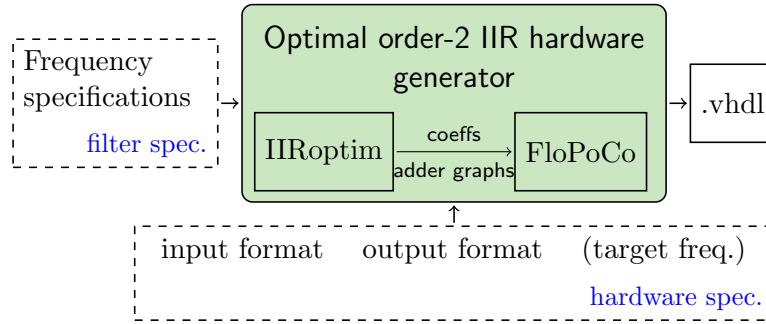 Optimal order-2 IIR hardware
generator
Frequency
specifications
filter spec.
IIRoptim
coeffs
adder graphs
FloPoCo
.vhdl
input format output format (target freq.)
hardware spec.